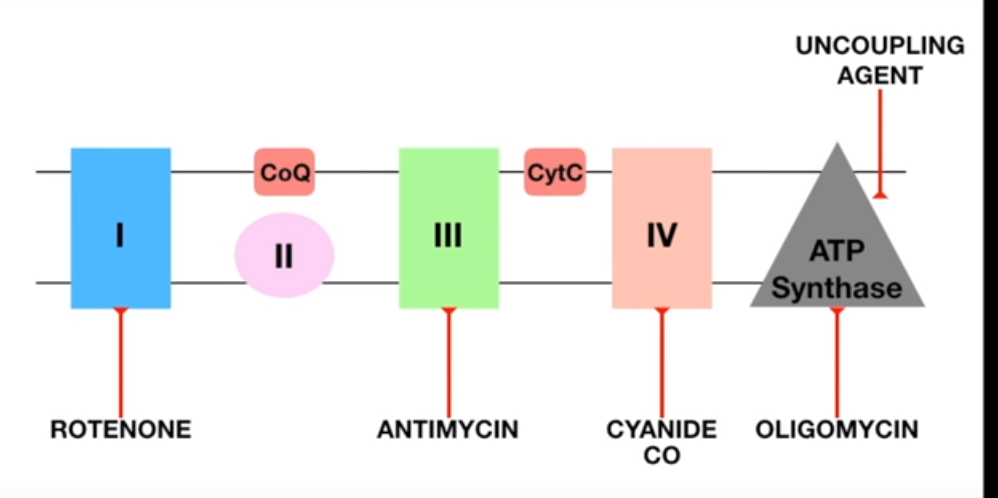 UNCOUPLING
AGENT
CoQ
CytC
I
II
III
IV
ATP
Synthase
ROTENONE
ANTIMYCIN
CYANIDE
CO
OLIGOMYCIN